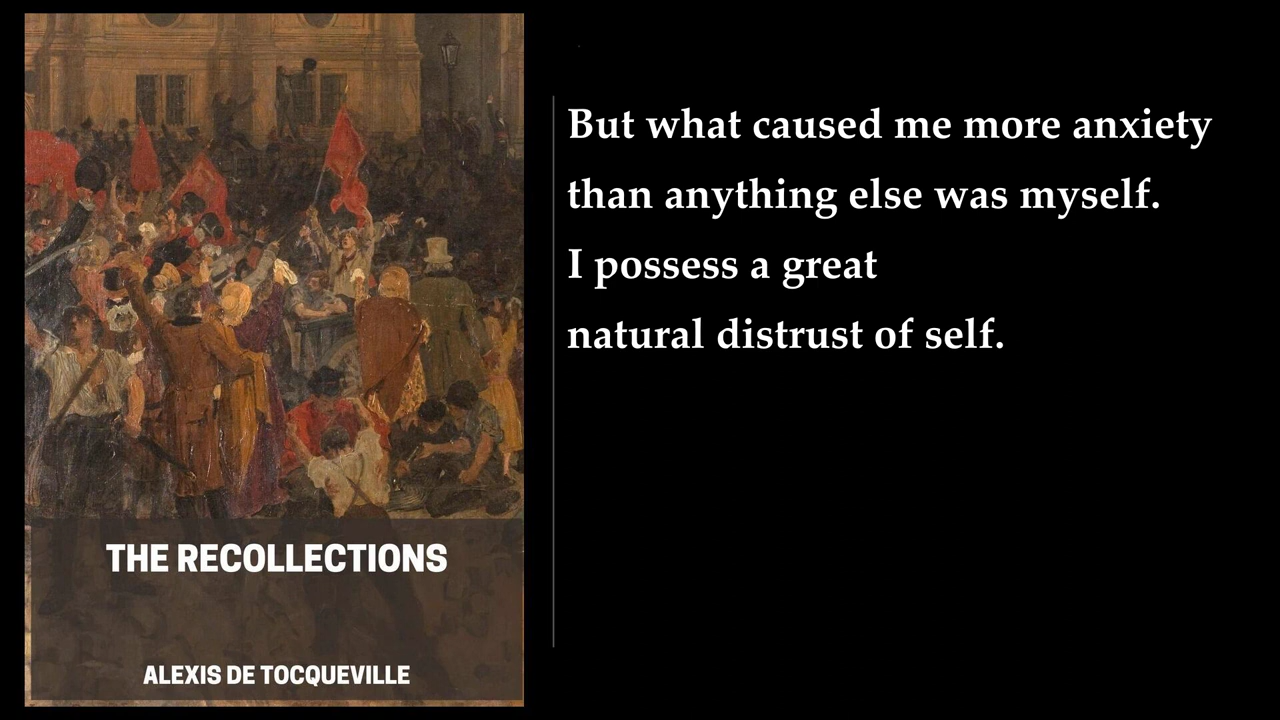 THE RECOLLECTIONS
ALEXIS DE TOCQUEVILLE
But what caused me more anxiety
than anything else was myself.
I possess a great
natural distrust of self.